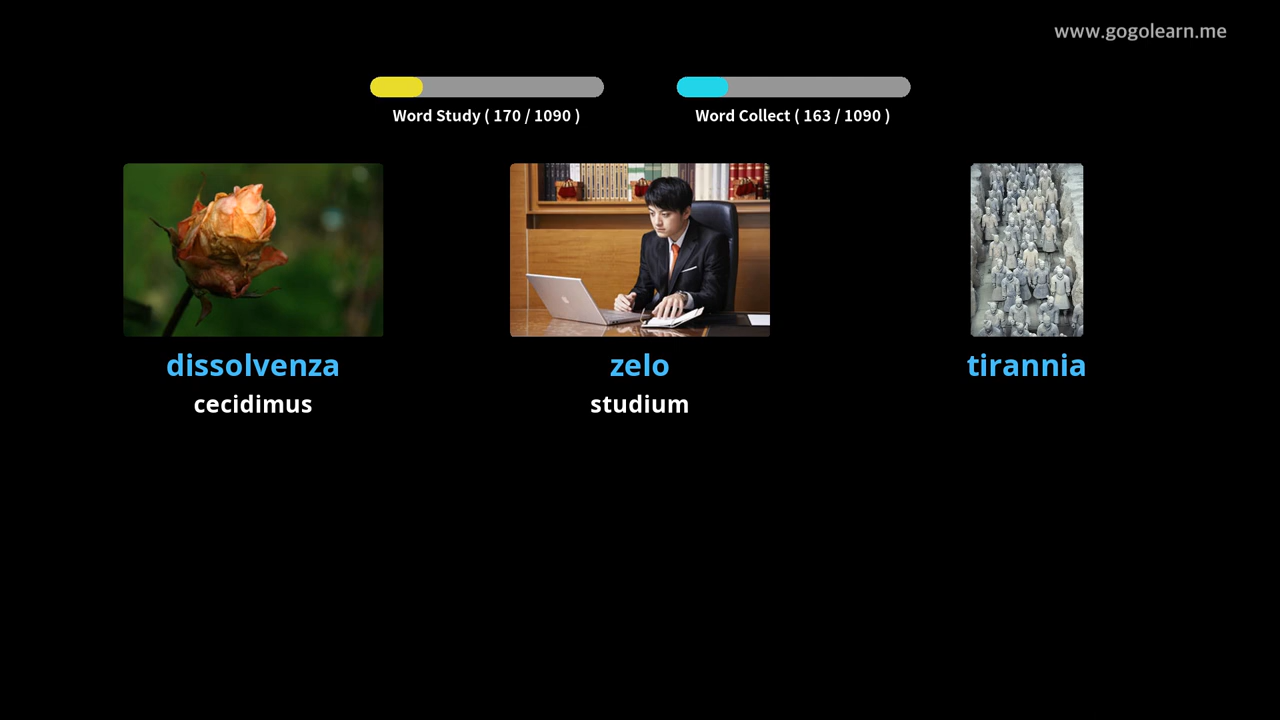 www.gogolearn.me
Word Study ( 170 / 1090 )
Word Collect ( 163 / 1090 )
dissolvenza
cecidimus
zelo
studium
tirannia